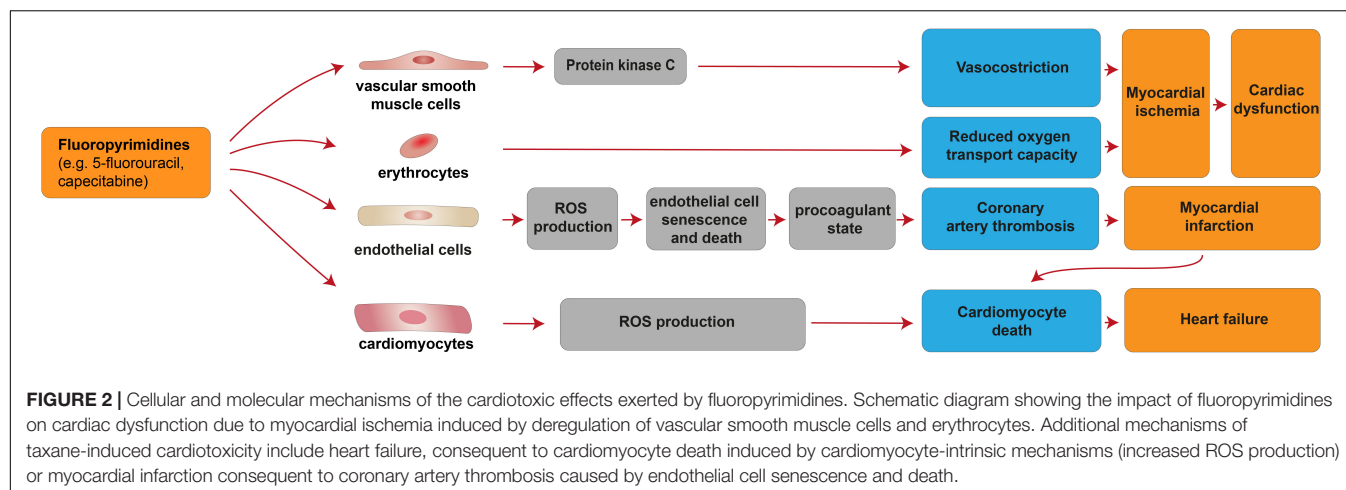 Fluoropyrimidines
(e.g. 5-fluorouracil,
capecitabine)
vascular smooth
muscle cells
Protein kinase C
Vasocostriction
Myocardial
ischemia
Cardiac
dysfunction
erythrocytes
Reduced oxygen
transport capacity
endothelial cells
ROS
production
endothelial cell
senescence
and death
procoagulant
state
Coronary
artery thrombosis
Myocardial
infarction
cardiomyocytes
ROS production
Cardiomyocyte
death
Heart failure
FIGURE 2 | Cellular and molecular mechanisms of the cardiotoxic effects exerted by fluoropyrimidines. Schematic diagram showing the impact of fluoropyrimidines
on cardiac dysfunction due to myocardial ischemia induced by deregulation of vascular smooth muscle cells and erythrocytes. Additional mechanisms of
taxane-induced cardiotoxicity include heart failure, consequent to cardiomyocyte death induced by cardiomyocyte-intrinsic mechanisms (increased ROS production)
or myocardial infarction consequent to coronary artery thrombosis caused by endothelial cell senescence and death.